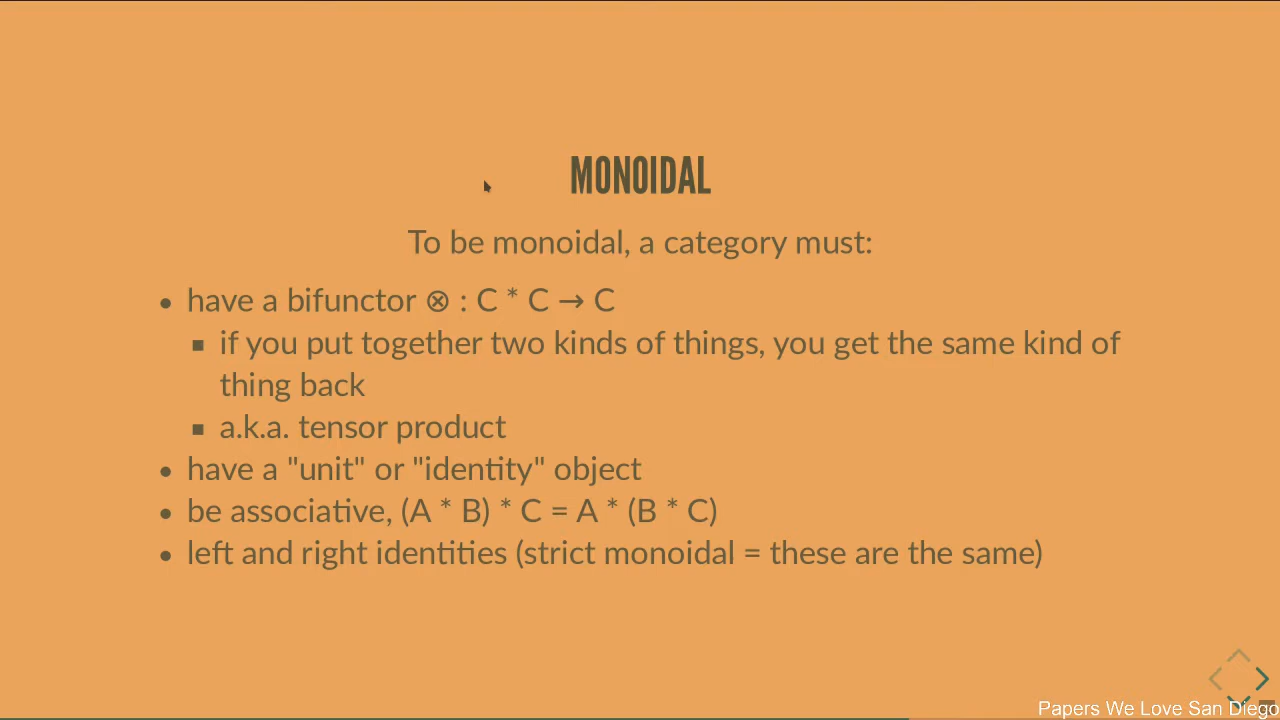 MONOIDAL
To be monoidal, a category must:
• have a bifunctor ⊗ : C * C → C
▪ if you put together two kinds of things, you get the same kind of
thing back
▪ a.k.a. tensor product
• have a "unit" or "identity" object
• be associative, (A * B) * C = A * (B * C)
• left and right identities (strict monoidal = these are the same)
Papers We Love San Diego